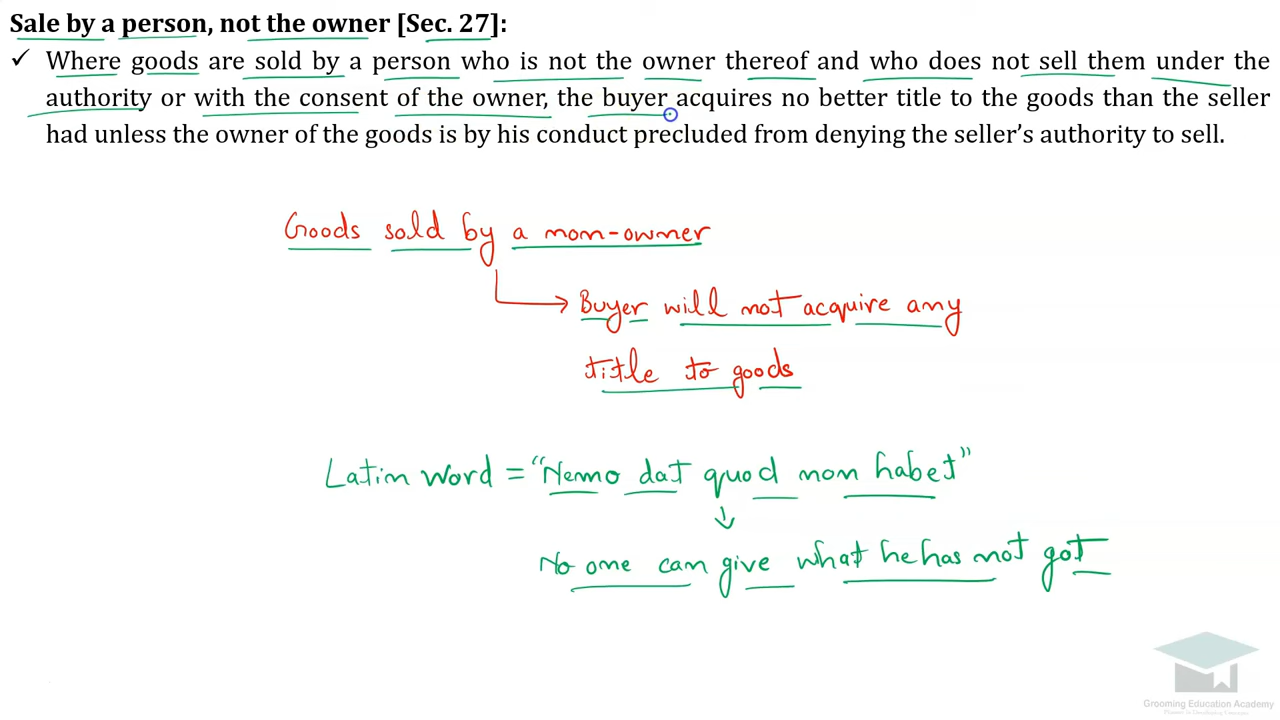 Sale by a person, not the owner [Sec. 27]:
✓ Where goods are sold by a person who is not the owner thereof and who does not sell them under the
authority or with the consent of the owner, the buyer acquires no better title to the goods than the seller
had unless the owner of the goods is by his conduct precluded from denying the seller's authority to sell.
Goods sold by a non-owner
Buyer will not acquire any
title to goods
Latin word = "Nemo dat quod non habet"
No one can give what he has not got
Grooming Education Academy